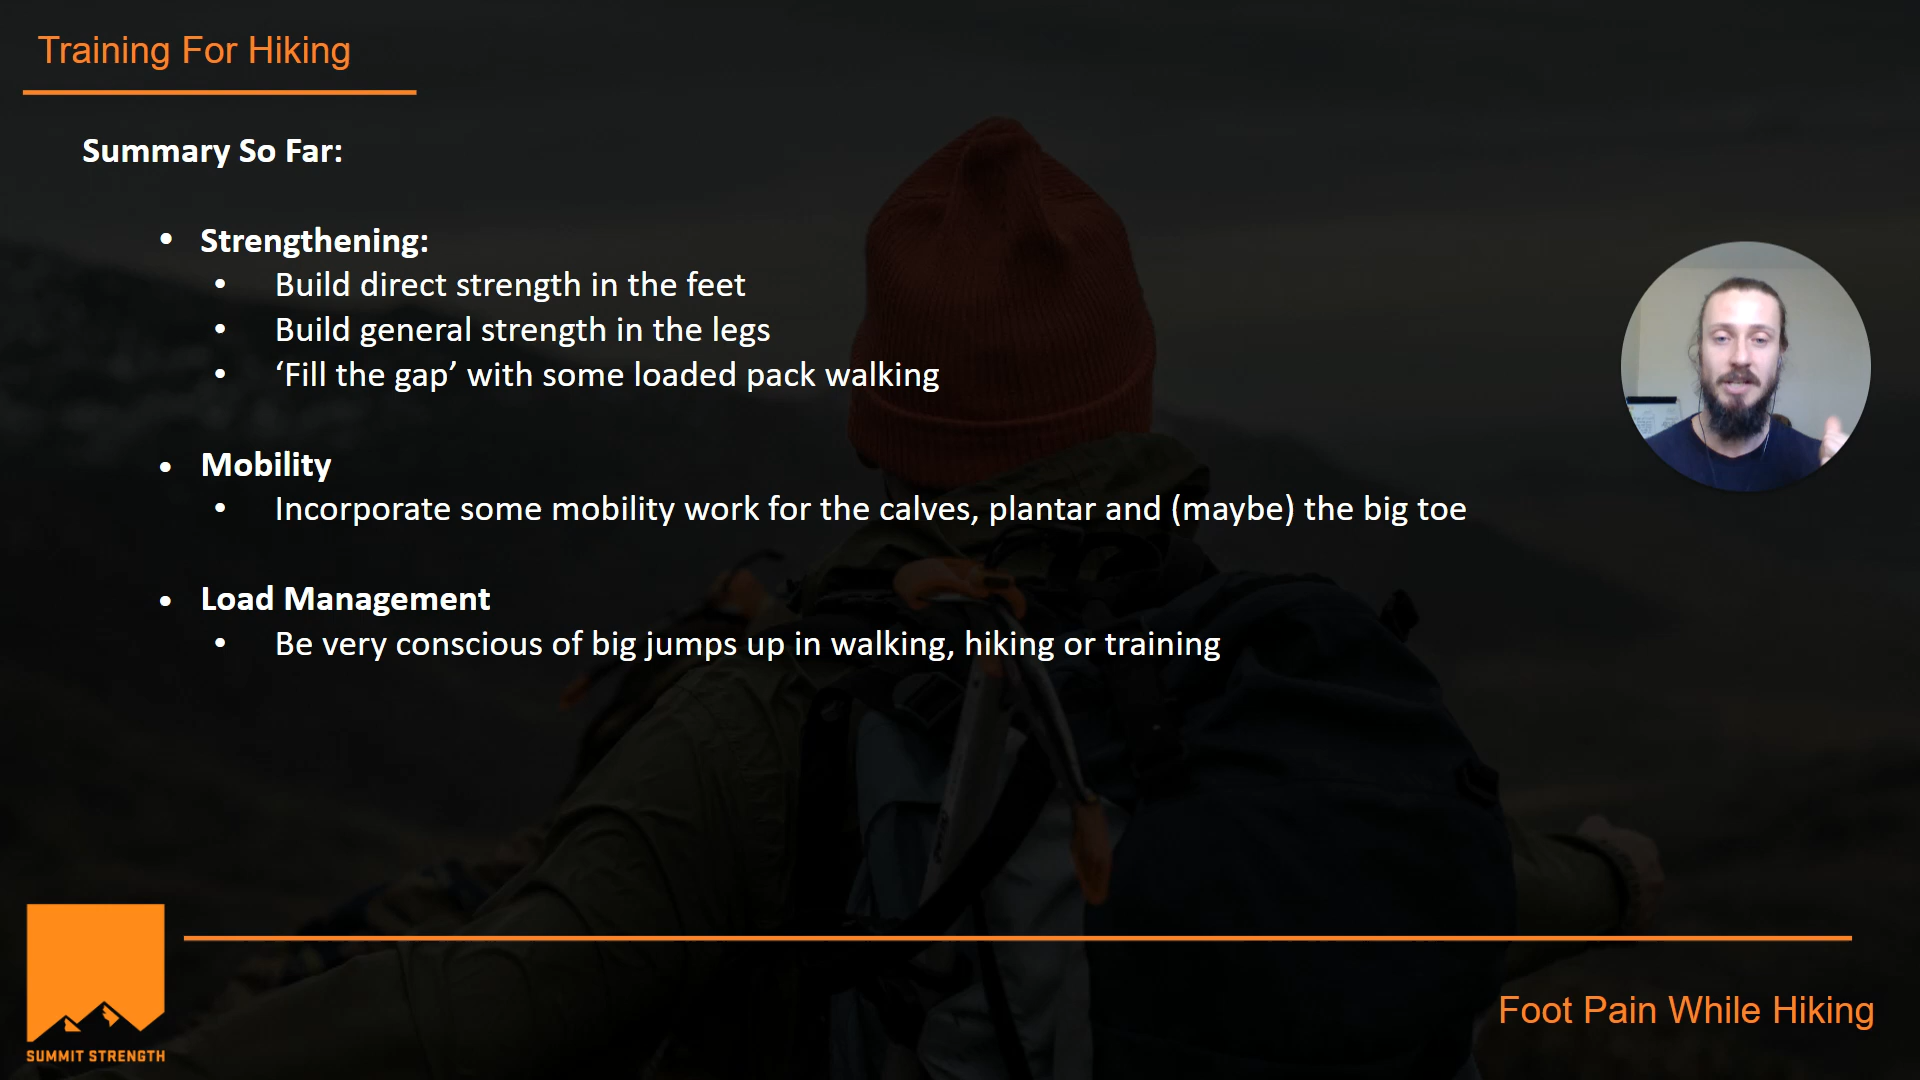 Training For Hiking
Summary So Far:
• Strengthening:
• Build direct strength in the feet
• Build general strength in the legs
• ‘Fill the gap’ with some loaded pack walking
• Mobility
• Incorporate some mobility work for the calves, plantar and (maybe) the big toe
• Load Management
• Be very conscious of big jumps up in walking, hiking or training
SUMMIT STRENGTH
Foot Pain While Hiking